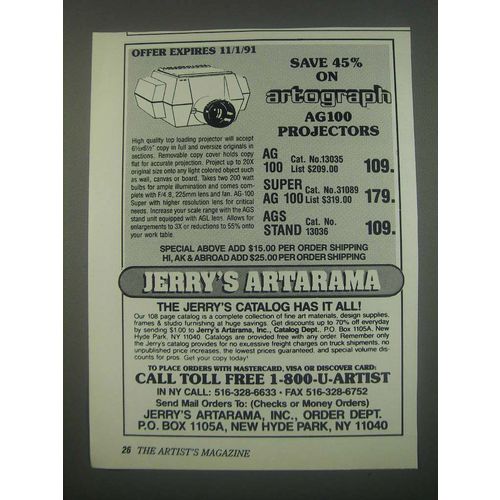 OFFER EXPIRES 11/1/91
SAVE 45%
ON
artograph
AG100
PROJECTORS
High quality top loading projector will accept
6½x6½" copy in full and oversize originals in
sections. Removable copy cover holds copy
flat for accurate projection. Project up to 20X
original size onto any light colored object such
as wall, canvas or board. Takes two 200 watt
bulbs for ample illumination and comes com-
plete with F/4.8, 225mm lens and fan. AG-100
Super with higher resolution lens for critical
needs. Increase your scale range with the AGS
stand unit equipped with AGL lens. Allows for
enlargements to 3X or reductions to 55% onto
your work table.
AG 100 Cat. No.13035 List $209.00 109.
SUPER AG 100 Cat. No.31089 List $319.00 179.
AGS STAND Cat. No. 13036 109.
SPECIAL ABOVE ADD $15.00 PER ORDER SHIPPING
HI, AK & ABROAD ADD $25.00 PER ORDER SHIPPING
JERRY'S ARTARAMA
THE JERRY'S CATALOG HAS IT ALL!
Our 108 page catalog is a complete collection of fine art materials, design supplies,
frames & studio furnishing at huge savings. Get discounts up to 70% off everyday
by sending $1.00 to Jerry's Artarama, Inc., Catalog Dept., P.O. Box 1105A, New
Hyde Park, NY 11040. Catalogs are provided free with any order. Remember only
the Jerry's catalog provides for no excessive freight charges on truck shipments, no
unpublished price increases, the lowest prices guaranteed, and special volume dis-
counts for pros. Get your copy today!
TO PLACE ORDERS WITH MASTERCARD, VISA OR DISCOVER CARD:
CALL TOLL FREE 1-800-U-ARTIST
IN NY CALL: 516-328-6633 • FAX 516-328-6752
Send Mail Orders To: (Checks or Money Orders)
JERRY'S ARTARAMA, INC., ORDER DEPT.
P.O. BOX 1105A, NEW HYDE PARK, NY 11040
26 THE ARTIST'S MAGAZINE